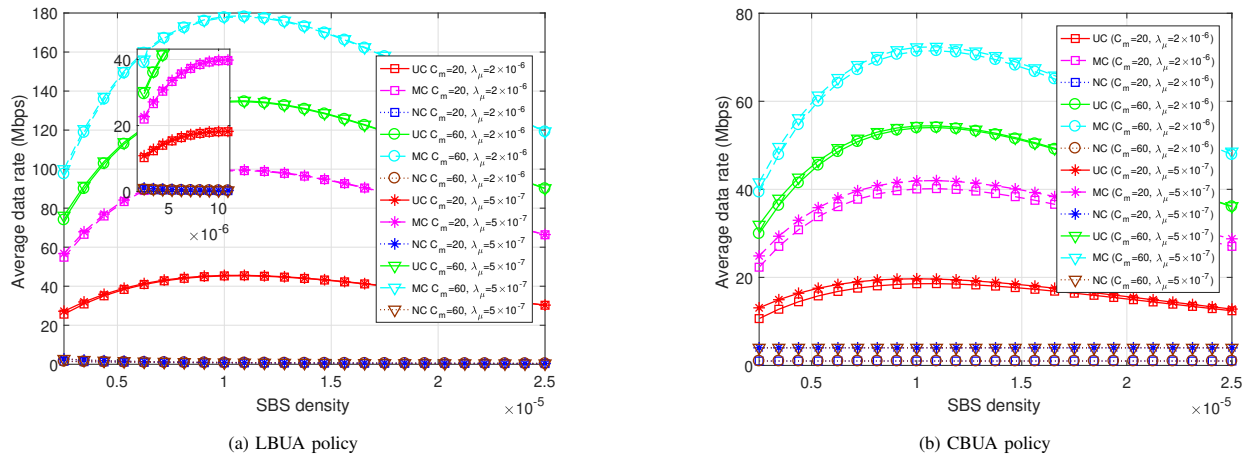 180
160
140
120
100
80
60
40
20
0
Average data rate (Mbps)
0.5
1
1.5
2
2.5
×10^-5
SBS density
40
20
0
5
10
×10^-6
UC C_m=20, λ_μ=2×10^-6
MC C_m=20, λ_μ=2×10^-6
NC C_m=20, λ_μ=2×10^-6
UC C_m=60, λ_μ=2×10^-6
MC C_m=60, λ_μ=2×10^-6
NC C_m=60, λ_μ=2×10^-6
UC C_m=20, λ_μ=5×10^-7
MC C_m=20, λ_μ=5×10^-7
NC C_m=20, λ_μ=5×10^-7
UC C_m=60, λ_μ=5×10^-7
MC C_m=60, λ_μ=5×10^-7
NC C_m=60, λ_μ=5×10^-7
(a) LBUA policy
80
60
40
20
0
Average data rate (Mbps)
0.5
1
1.5
2
2.5
×10^-5
SBS density
UC (C_m=20, λ_μ=2×10^-6)
MC (C_m=20, λ_μ=2×10^-6)
NC (C_m=20, λ_μ=2×10^-6)
UC (C_m=60, λ_μ=2×10^-6)
MC (C_m=60, λ_μ=2×10^-6)
NC (C_m=60, λ_μ=2×10^-6)
UC (C_m=20, λ_μ=5×10^-7)
MC (C_m=20, λ_μ=5×10^-7)
NC (C_m=20, λ_μ=5×10^-7)
UC (C_m=60, λ_μ=5×10^-7)
MC (C_m=60, λ_μ=5×10^-7)
NC (C_m=60, λ_μ=5×10^-7)
(b) CBUA policy